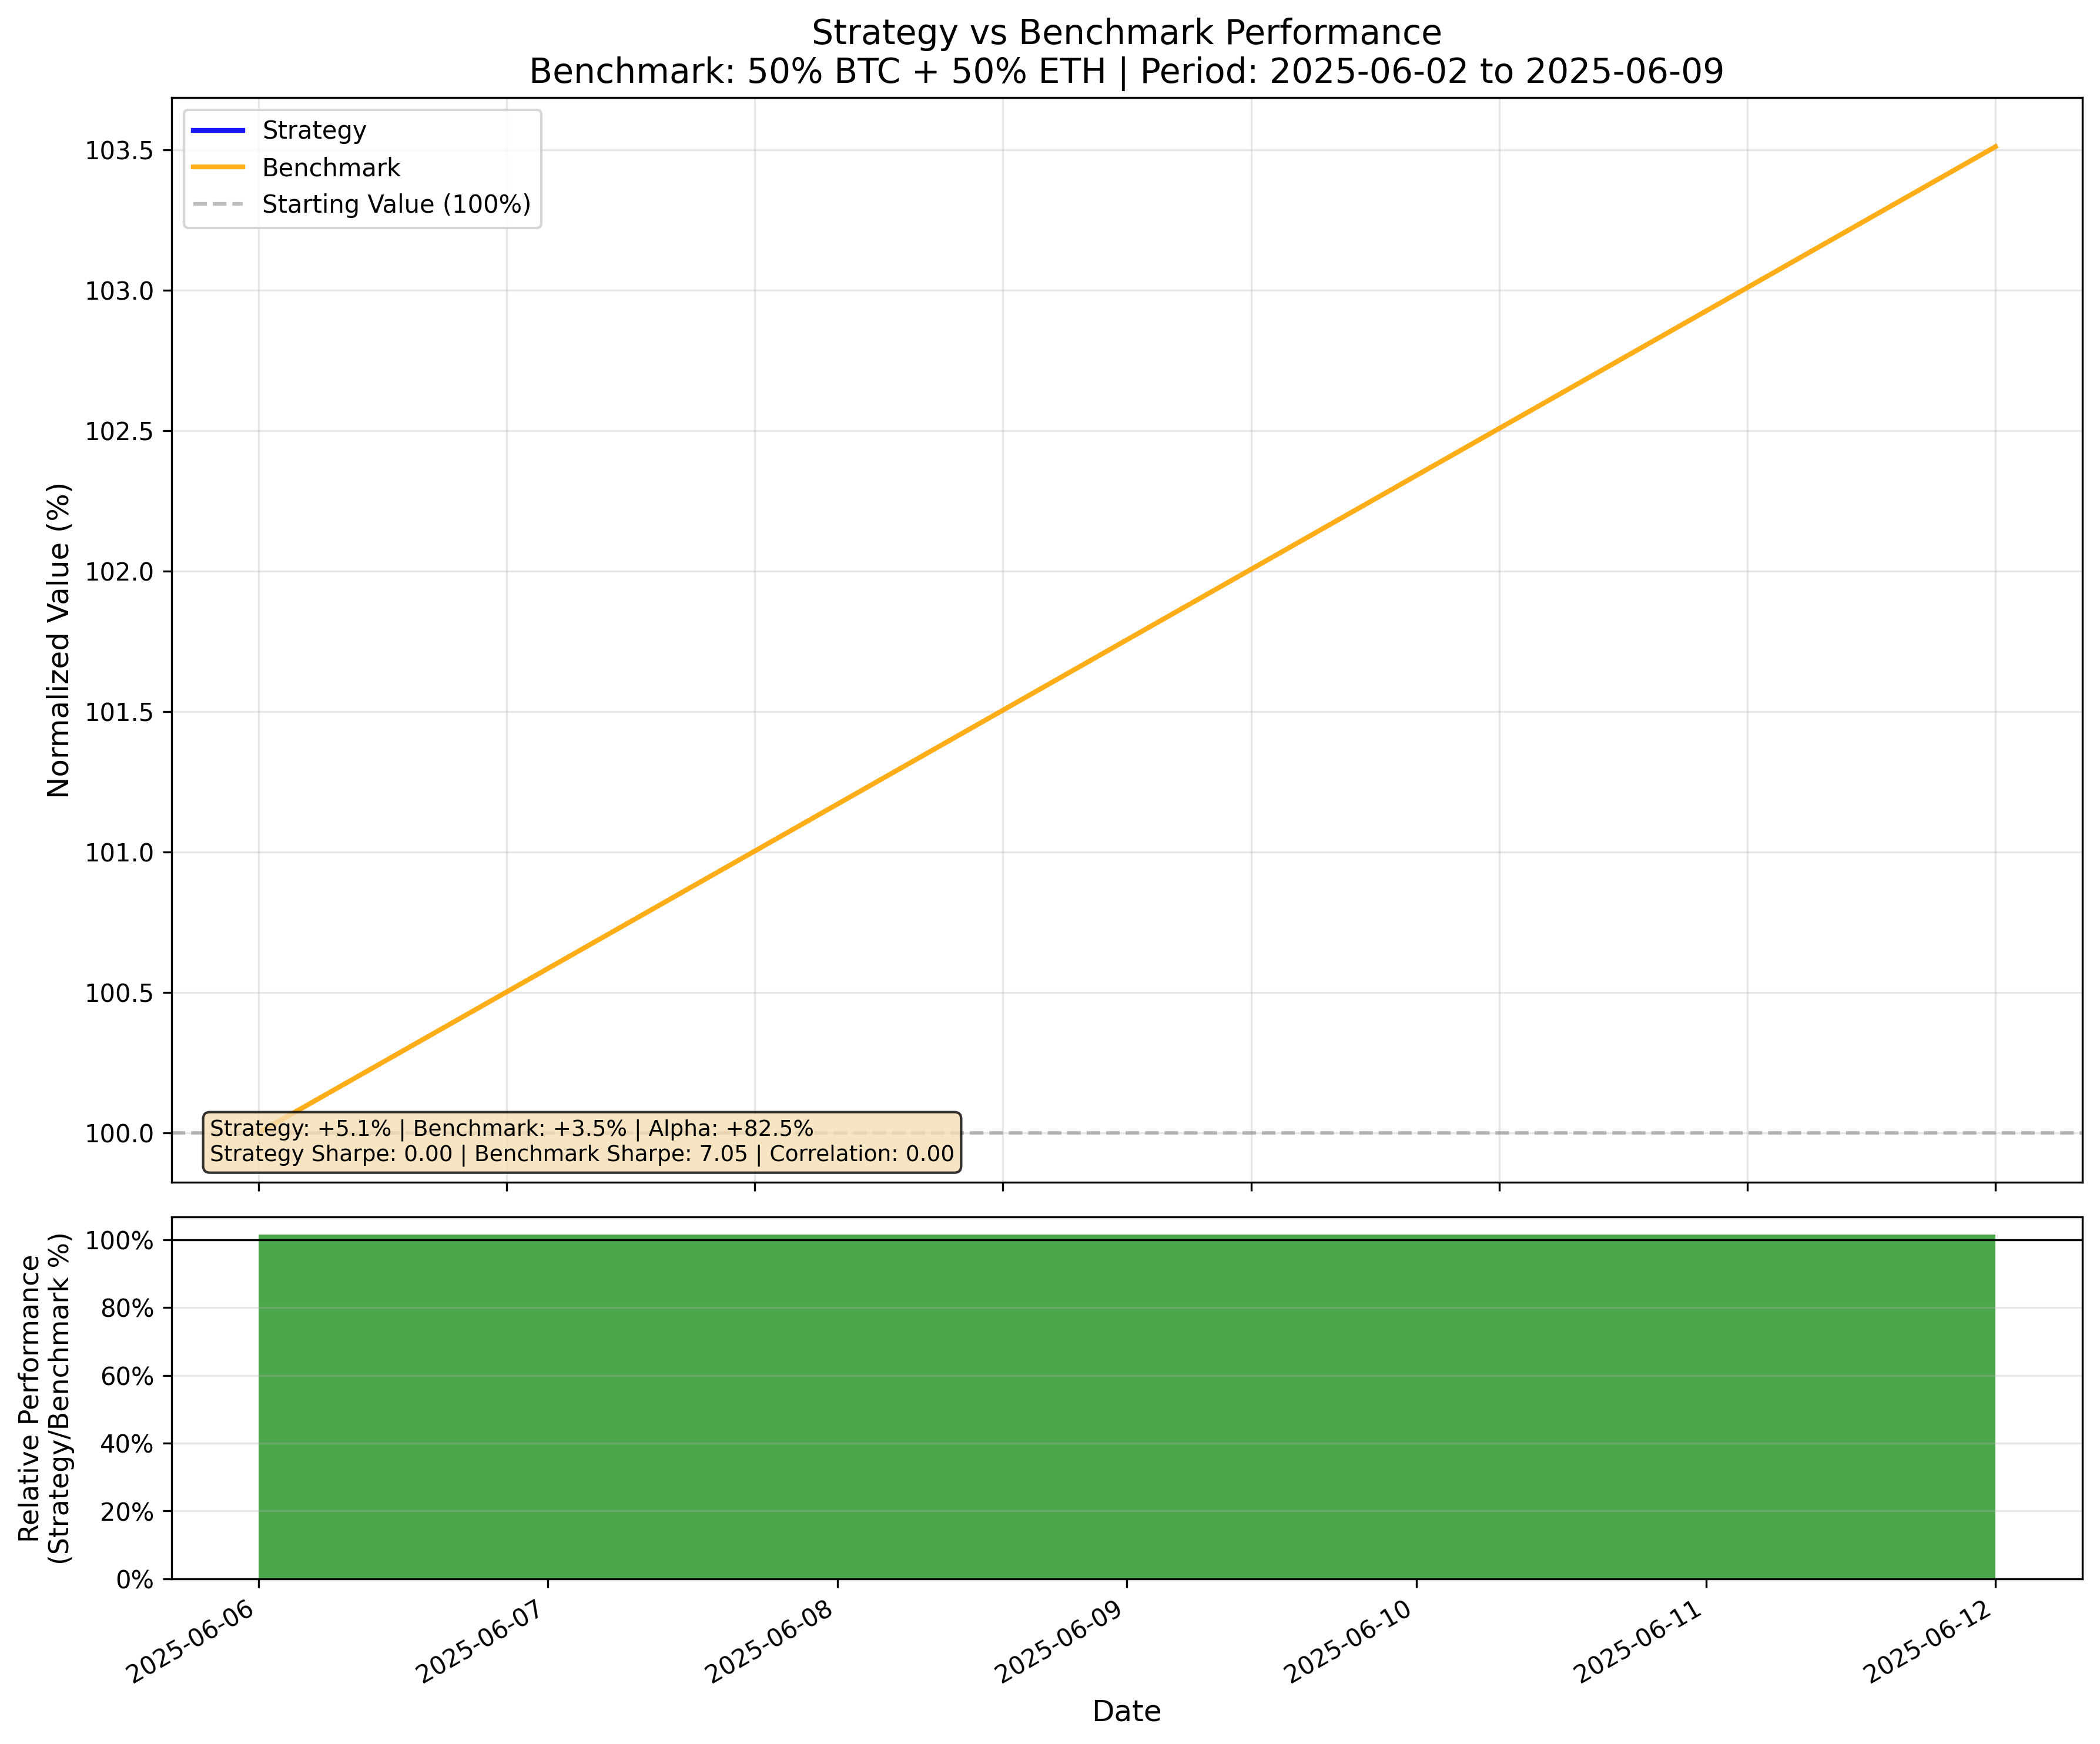 Strategy vs Benchmark Performance
Benchmark: 50% BTC + 50% ETH | Period: 2025-06-02 to 2025-06-09
Strategy
Benchmark
Starting Value (100%)
Normalized Value (%)
103.5
103.0
102.5
102.0
101.5
101.0
100.5
100.0
Strategy: +5.1% | Benchmark: +3.5% | Alpha: +82.5%
Strategy Sharpe: 0.00 | Benchmark Sharpe: 7.05 | Correlation: 0.00
Relative Performance
(Strategy/Benchmark %)
100%
80%
60%
40%
20%
0%
2025-06-06
2025-06-07
2025-06-08
2025-06-09
2025-06-10
2025-06-11
2025-06-12
Date